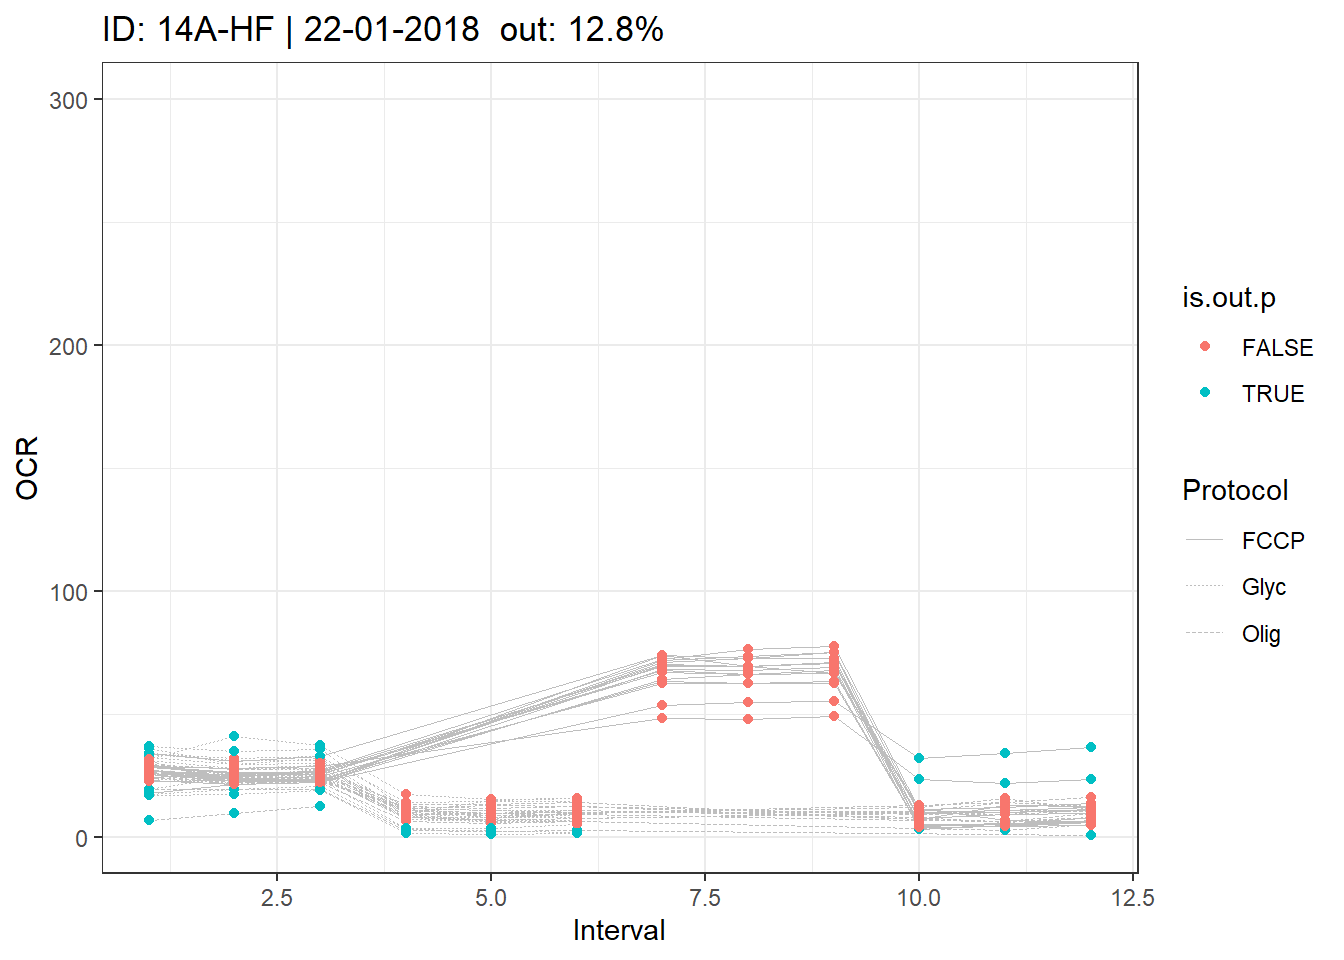 ID: 14A-HF | 22-01-2018  out: 12.8%
300
200
100
0
OCR
2.5
5.0
7.5
10.0
12.5
Interval
is.out.p
FALSE
TRUE
Protocol
FCCP
Glyc
Olig